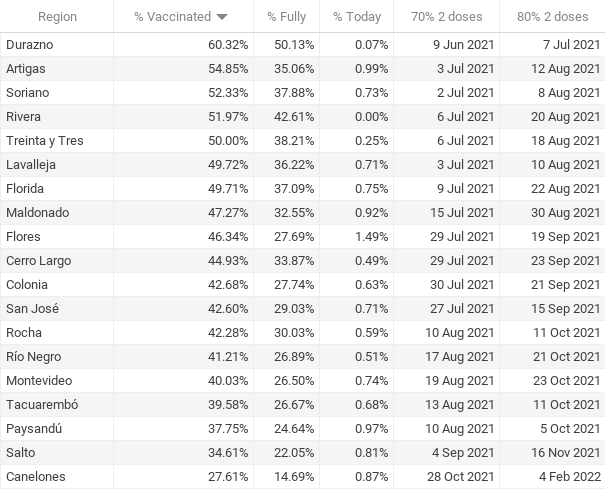 Region % Vaccinated % Fully % Today 70% 2 doses 80% 2 doses
Durazno 60.32% 50.13% 0.07% 9 Jun 2021 7 Jul 2021
Artigas 54.85% 35.06% 0.99% 3 Jul 2021 12 Aug 2021
Soriano 52.33% 37.88% 0.73% 2 Jul 2021 8 Aug 2021
Rivera 51.97% 42.61% 0.00% 6 Jul 2021 20 Aug 2021
Treinta y Tres 50.00% 38.21% 0.25% 6 Jul 2021 18 Aug 2021
Lavalleja 49.72% 36.22% 0.71% 3 Jul 2021 10 Aug 2021
Florida 49.71% 37.09% 0.75% 9 Jul 2021 22 Aug 2021
Maldonado 47.27% 32.55% 0.92% 15 Jul 2021 30 Aug 2021
Flores 46.34% 27.69% 1.49% 29 Jul 2021 19 Sep 2021
Cerro Largo 44.93% 33.87% 0.49% 29 Jul 2021 23 Sep 2021
Colonia 42.68% 27.74% 0.63% 30 Jul 2021 21 Sep 2021
San José 42.60% 29.03% 0.71% 27 Jul 2021 15 Sep 2021
Rocha 42.28% 30.03% 0.59% 10 Aug 2021 11 Oct 2021
Río Negro 41.21% 26.89% 0.51% 17 Aug 2021 21 Oct 2021
Montevideo 40.03% 26.50% 0.74% 19 Aug 2021 23 Oct 2021
Tacuarembó 39.58% 26.67% 0.68% 13 Aug 2021 11 Oct 2021
Paysandú 37.75% 24.64% 0.97% 10 Aug 2021 5 Oct 2021
Salto 34.61% 22.05% 0.81% 4 Sep 2021 16 Nov 2021
Canelones 27.61% 14.69% 0.87% 28 Oct 2021 4 Feb 2022